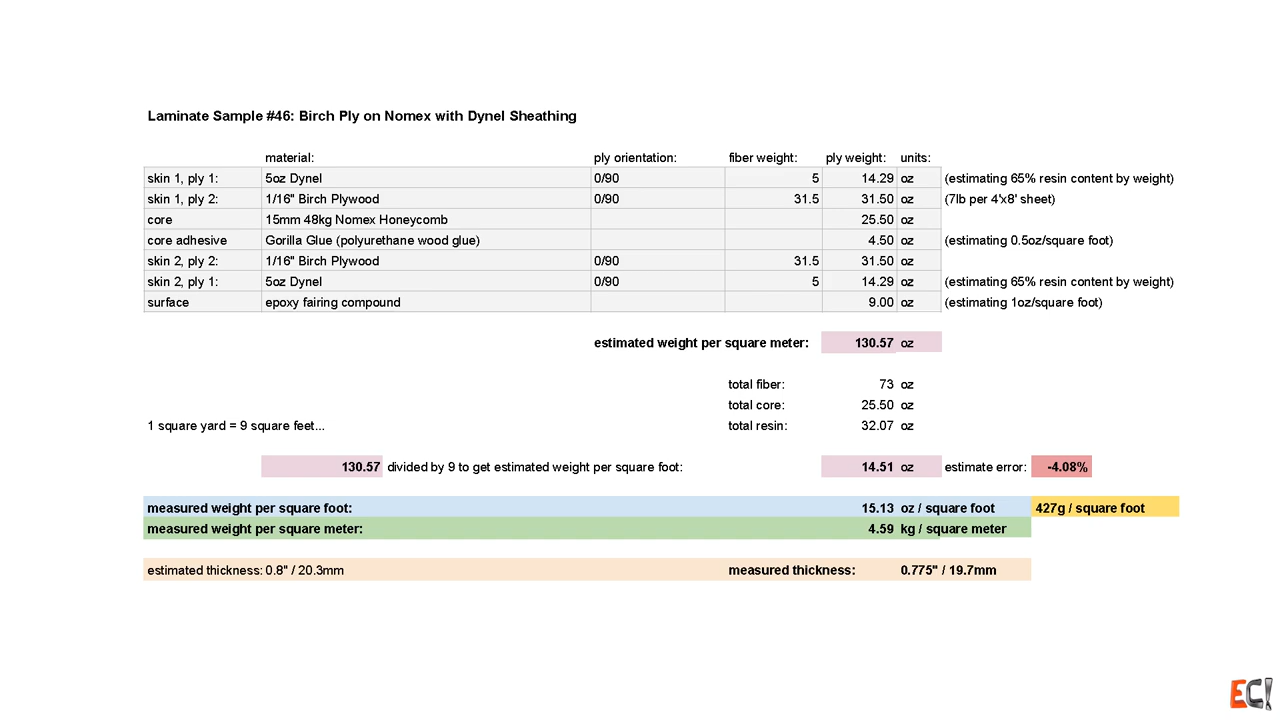 Laminate Sample #46: Birch Ply on Nomex with Dynel Sheathing
material: ply orientation: fiber weight: ply weight: units:
skin 1, ply 1: 5oz Dynel 0/90 5 14.29 oz (estimating 65% resin content by weight)
skin 1, ply 2: 1/16" Birch Plywood 0/90 31.5 31.50 oz (7lb per 4'x8' sheet)
core 15mm 48kg Nomex Honeycomb 25.50 oz
core adhesive Gorilla Glue (polyurethane wood glue) 4.50 oz (estimating 0.5oz/square foot)
skin 2, ply 2: 1/16" Birch Plywood 0/90 31.5 31.50 oz
skin 2, ply 1: 5oz Dynel 0/90 5 14.29 oz (estimating 65% resin content by weight)
surface epoxy fairing compound 9.00 oz (estimating 1oz/square foot)
estimated weight per square meter: 130.57 oz
total fiber: 73 oz
total core: 25.50 oz
1 square yard = 9 square feet... total resin: 32.07 oz
130.57 divided by 9 to get estimated weight per square foot: 14.51 oz estimate error: -4.08%
measured weight per square foot: 15.13 oz / square foot 427g / square foot
measured weight per square meter: 4.59 kg / square meter
estimated thickness: 0.8" / 20.3mm measured thickness: 0.775" / 19.7mm
EC!